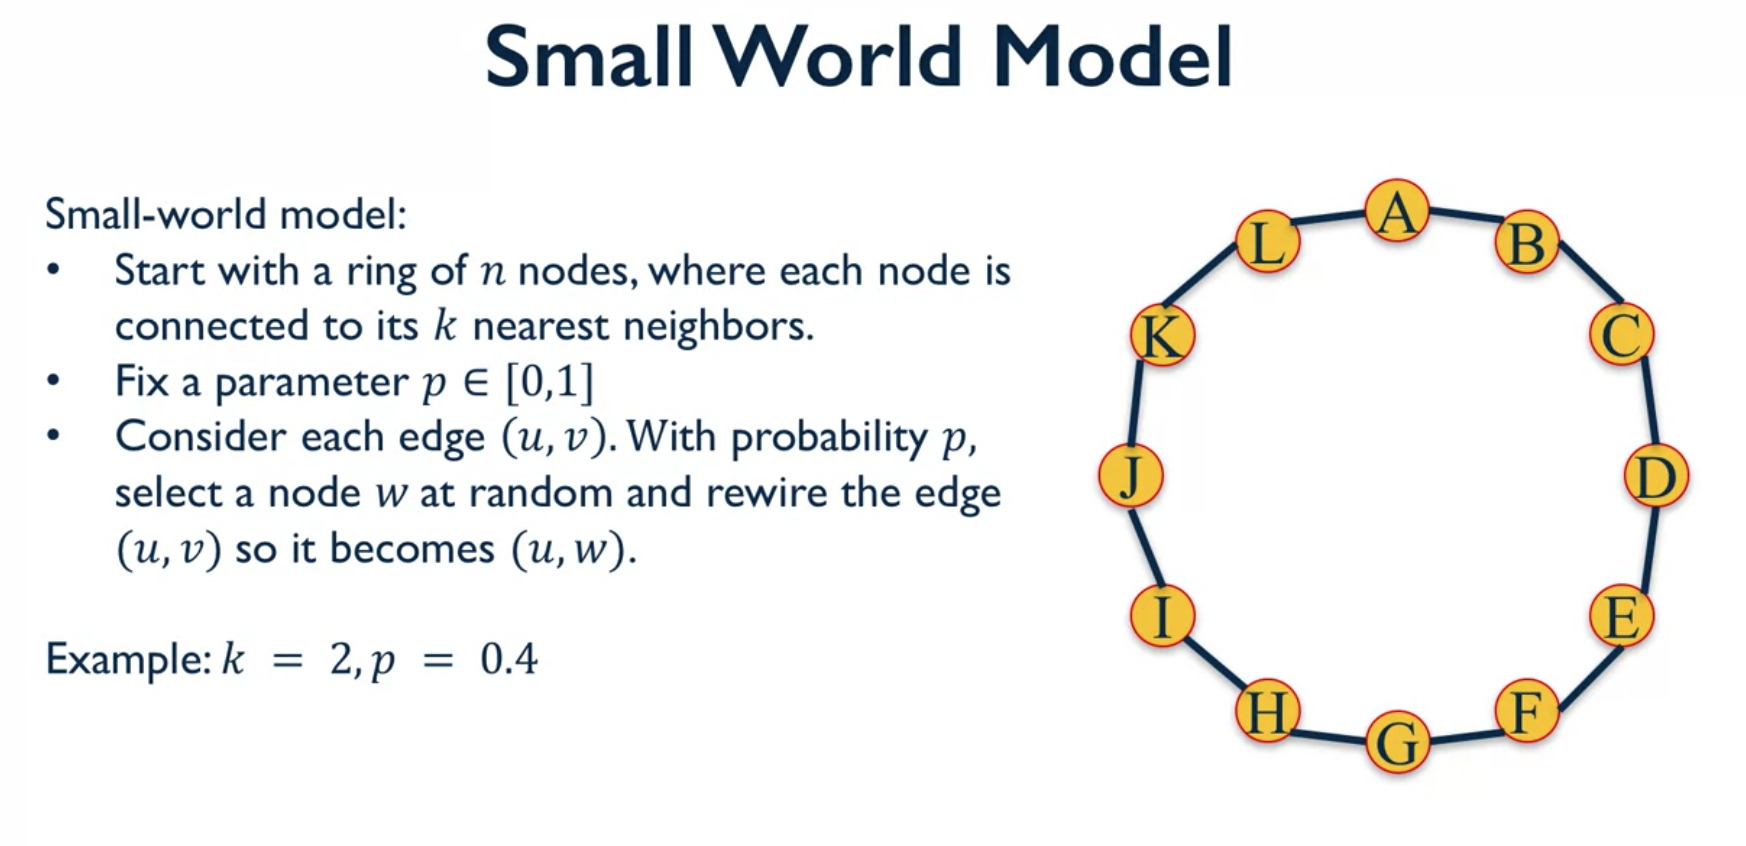 Small World Model
Small-world model:
• Start with a ring of n nodes, where each node is
connected to its k nearest neighbors.
• Fix a parameter p ∈ [0,1]
• Consider each edge (u, v). With probability p,
select a node w at random and rewire the edge
(u, v) so it becomes (u, w).
Example: k = 2, p = 0.4
A
B
C
D
E
F
G
H
I
J
K
L